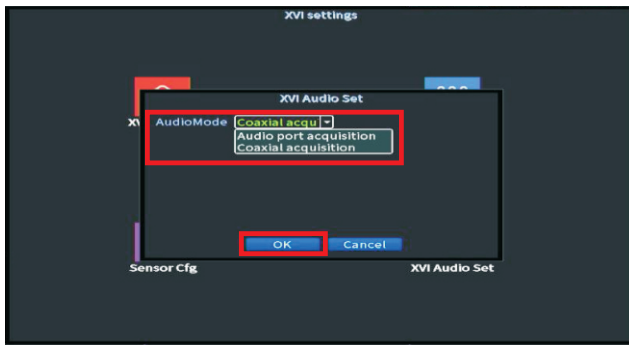 XVI settings
XVI Audio Set
XV
AudioMode Coaxial acqu
Audio port acquisition
Coaxial acquisition
OK Cancel
Sensor Cfg XVI Audio Set